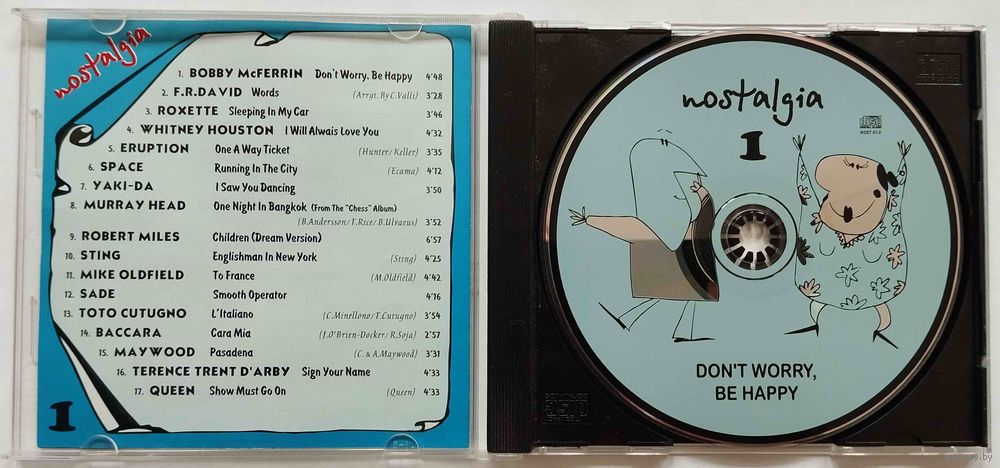 nostalgia
1. BOBBY McFERRIN Don't Worry, Be Happy 4'48
2. F.R.DAVID Words (Arrgt. By C.Valli) 3'28
3. ROXETTE Sleeping In My Car 3'46
4. WHITNEY HOUSTON I Will Alwais Love You 4'32
5. ERUPTION One A Way Ticket (Hunter/Keller) 3'35
6. SPACE Running In The City (Ecama) 4'12
7. YAKI-DA I Saw You Dancing 3'50
8. MURRAY HEAD One Night In Bangkok (From The "Chess" Album)
(B.Andersson/T.Rice/B.Ulvaeus) 3'52
9. ROBERT MILES Children (Dream Version) 6'57
10. STING Englishman In New York (Sting) 4'25
11. MIKE OLDFIELD To France (M.Oldfield) 4'42
12. SADE Smooth Operator 4'16
13. TOTO CUTUGNO L'Italiano (C.Minellono/T.Cutugno) 3'54
14. BACCARA Cara Mia (J.O'Brien-Docker/R.Soja) 2'57
15. MAYWOOD Pasadena (C. & A.Maywood) 3'31
16. TERENCE TRENT D'ARBY Sign Your Name 4'33
17. QUEEN Show Must Go On (Queen) 4'33
1
nostalgia
1
NOST 01-2
DON'T WORRY,
BE HAPPY